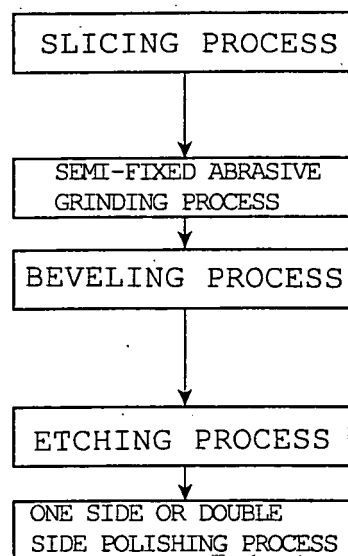 SLICING PROCESS
SEMI-FIXED ABRASIVE
GRINDING PROCESS
BEVELING PROCESS
ETCHING PROCESS
ONE SIDE OR DOUBLE
SIDE POLISHING PROCESS